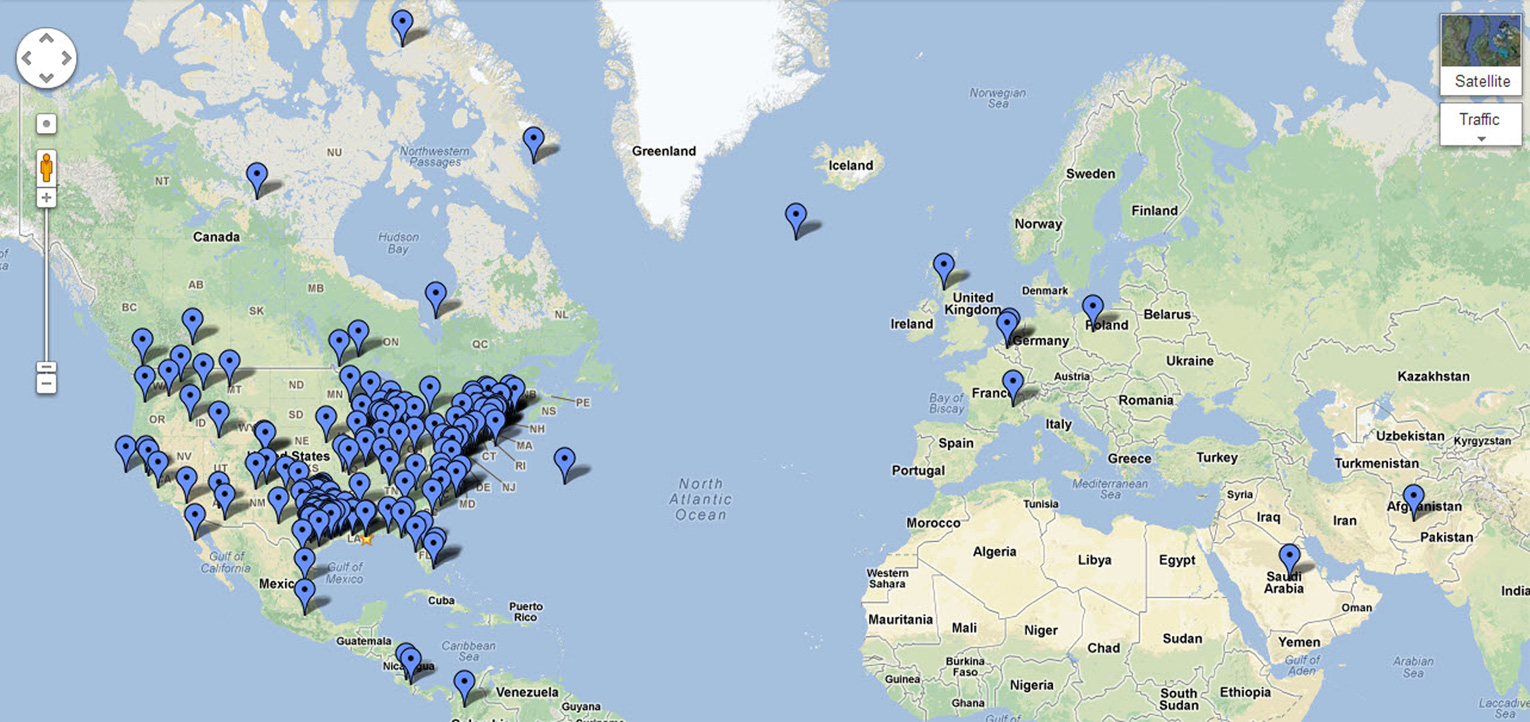 Satellite
Traffic
Greenland
Iceland
Norwegian
Sea
NU
Northwestern
Passages
NT
Canada
Hudson
Bay
Sweden
Finland
Norway
AB
MB
SK
BC
ON
QC
NL
United
Kingdom
Denmark
Ireland
Germany
Poland
Belarus
Ukraine
Kazakhstan
Austria
France
Romania
Bay of
Biscay
Italy
Spain
Portugal
Greece
Turkey
Uzbekistan
Kyrgyzstan
Turkmenistan
Mediterranean
Sea
MT
ND
MN
OR
ID
SD
NE
NV
UT
NM
PE
NS
NH
MA
CT
RI
NJ
DE
MD
North
Atlantic
Ocean
Syria
Iraq
Iran
Afghanistan
Pakistan
India
Tunisia
Morocco
Algeria
Libya
Egypt
Western
Sahara
Saudi
Arabia
Oman
Yemen
Gulf of
Aden
Arabian
Sea
Mauritania
Mali
Niger
Chad
Sudan
Burkina
Faso
Guinea
Nigeria
Ghana
South
Sudan
Ethiopia
Gulf of
California
Gulf of
Mexico
LA
Cuba
Puerto
Rico
Guatemala
Caribbean
Sea
Venezuela
Guyana